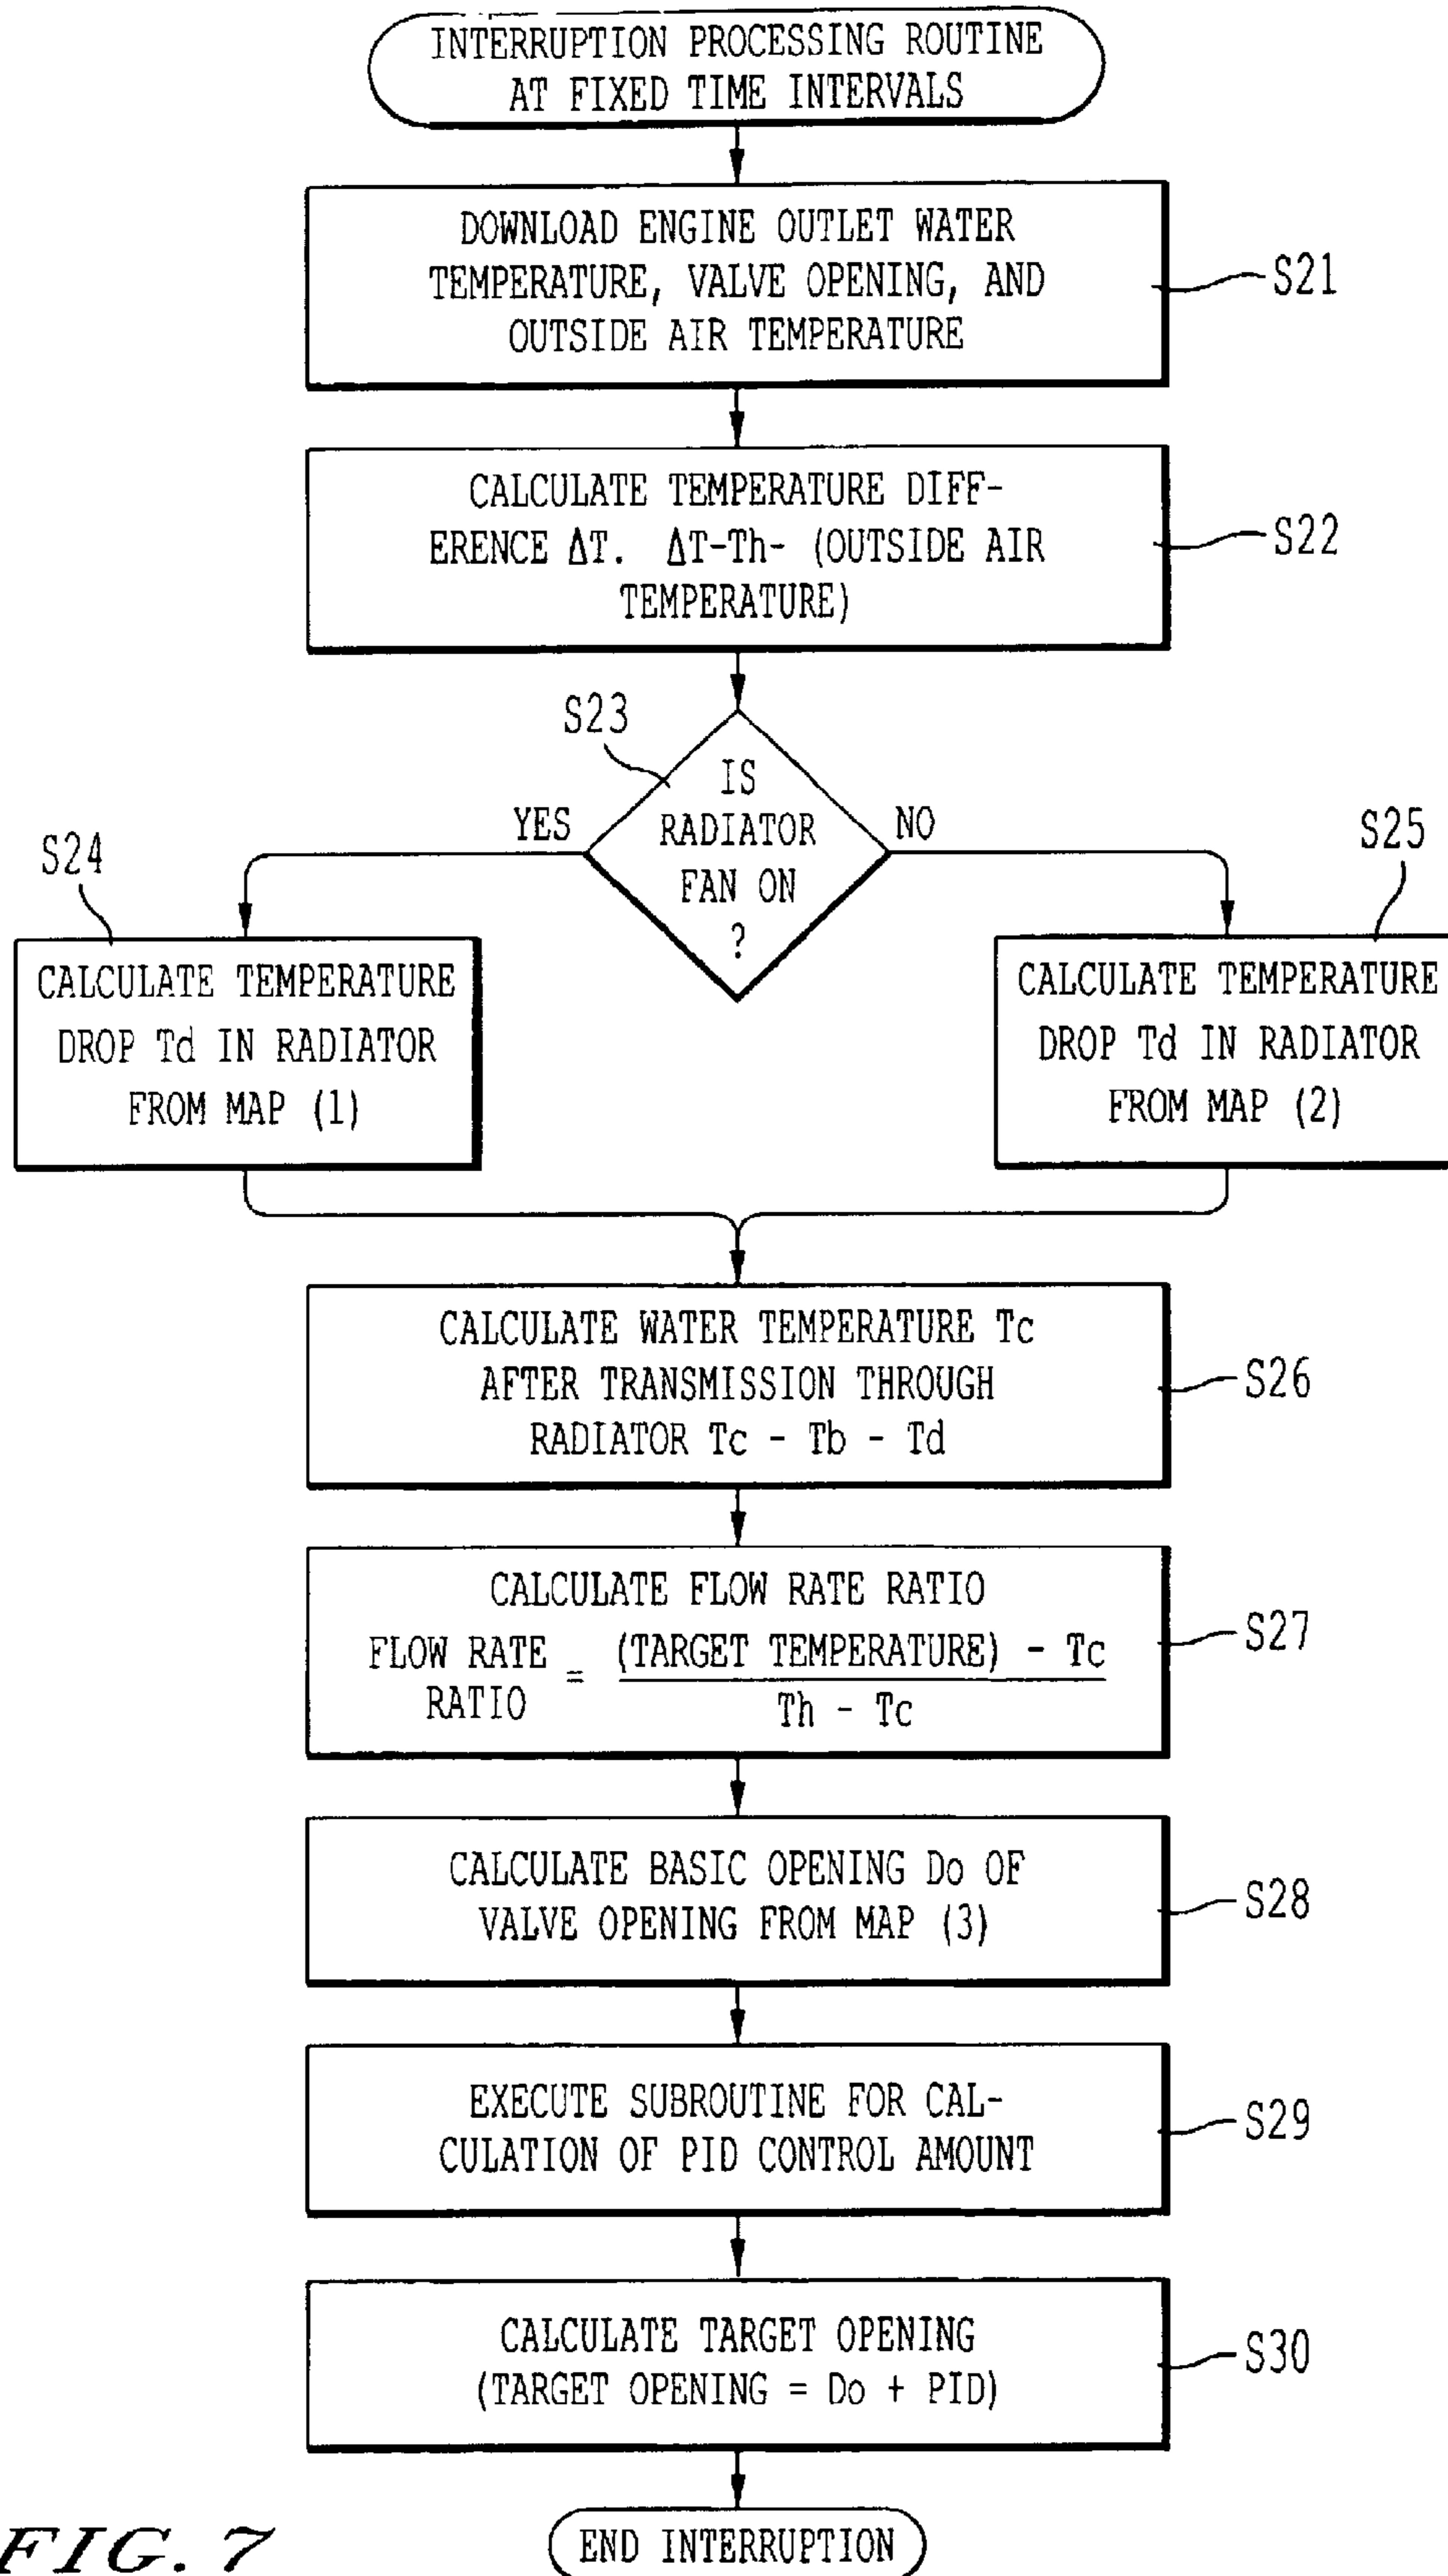 INTERRUPTION PROCESSING ROUTINE
AT FIXED TIME INTERVALS
DOWNLOAD ENGINE OUTLET WATER
TEMPERATURE, VALVE OPENING, AND
OUTSIDE AIR TEMPERATURE
S21
CALCULATE TEMPERATURE DIFF-
ERENCE ΔT. ΔT-Th- (OUTSIDE AIR
TEMPERATURE)
S22
S23
IS
RADIATOR
FAN ON
?
YES
NO
S24
CALCULATE TEMPERATURE
DROP Td IN RADIATOR
FROM MAP (1)
S25
CALCULATE TEMPERATURE
DROP Td IN RADIATOR
FROM MAP (2)
CALCULATE WATER TEMPERATURE Tc
AFTER TRANSMISSION THROUGH
RADIATOR Tc - Tb - Td
S26
CALCULATE FLOW RATE RATIO
FLOW RATE
RATIO
=
(TARGET TEMPERATURE) - Tc
Th - Tc
S27
CALCULATE BASIC OPENING Do OF
VALVE OPENING FROM MAP (3)
S28
EXECUTE SUBROUTINE FOR CAL-
CULATION OF PID CONTROL AMOUNT
S29
CALCULATE TARGET OPENING
(TARGET OPENING = Do + PID)
S30
END INTERRUPTION
FIG. 7